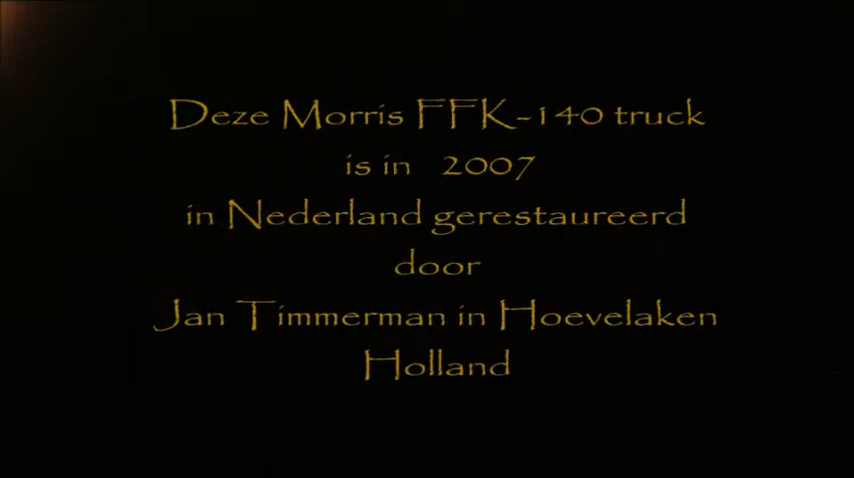 Deze Morris FFK-140 truck
is in 2007
in Nederland gerestaureerd
door
Jan Timmerman in Hoevelaken
Holland